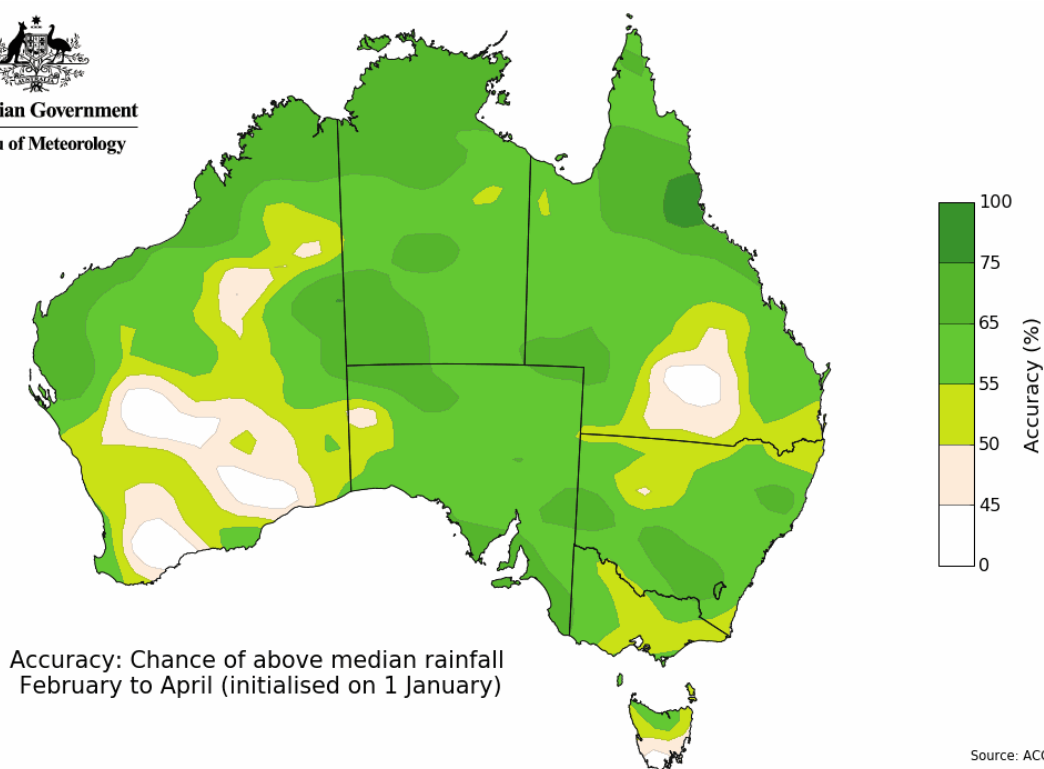 ian Government
u of Meteorology
100
75
65
55
50
45
0
Accuracy (%)
Accuracy: Chance of above median rainfall
February to April (initialised on 1 January)
Source: ACC